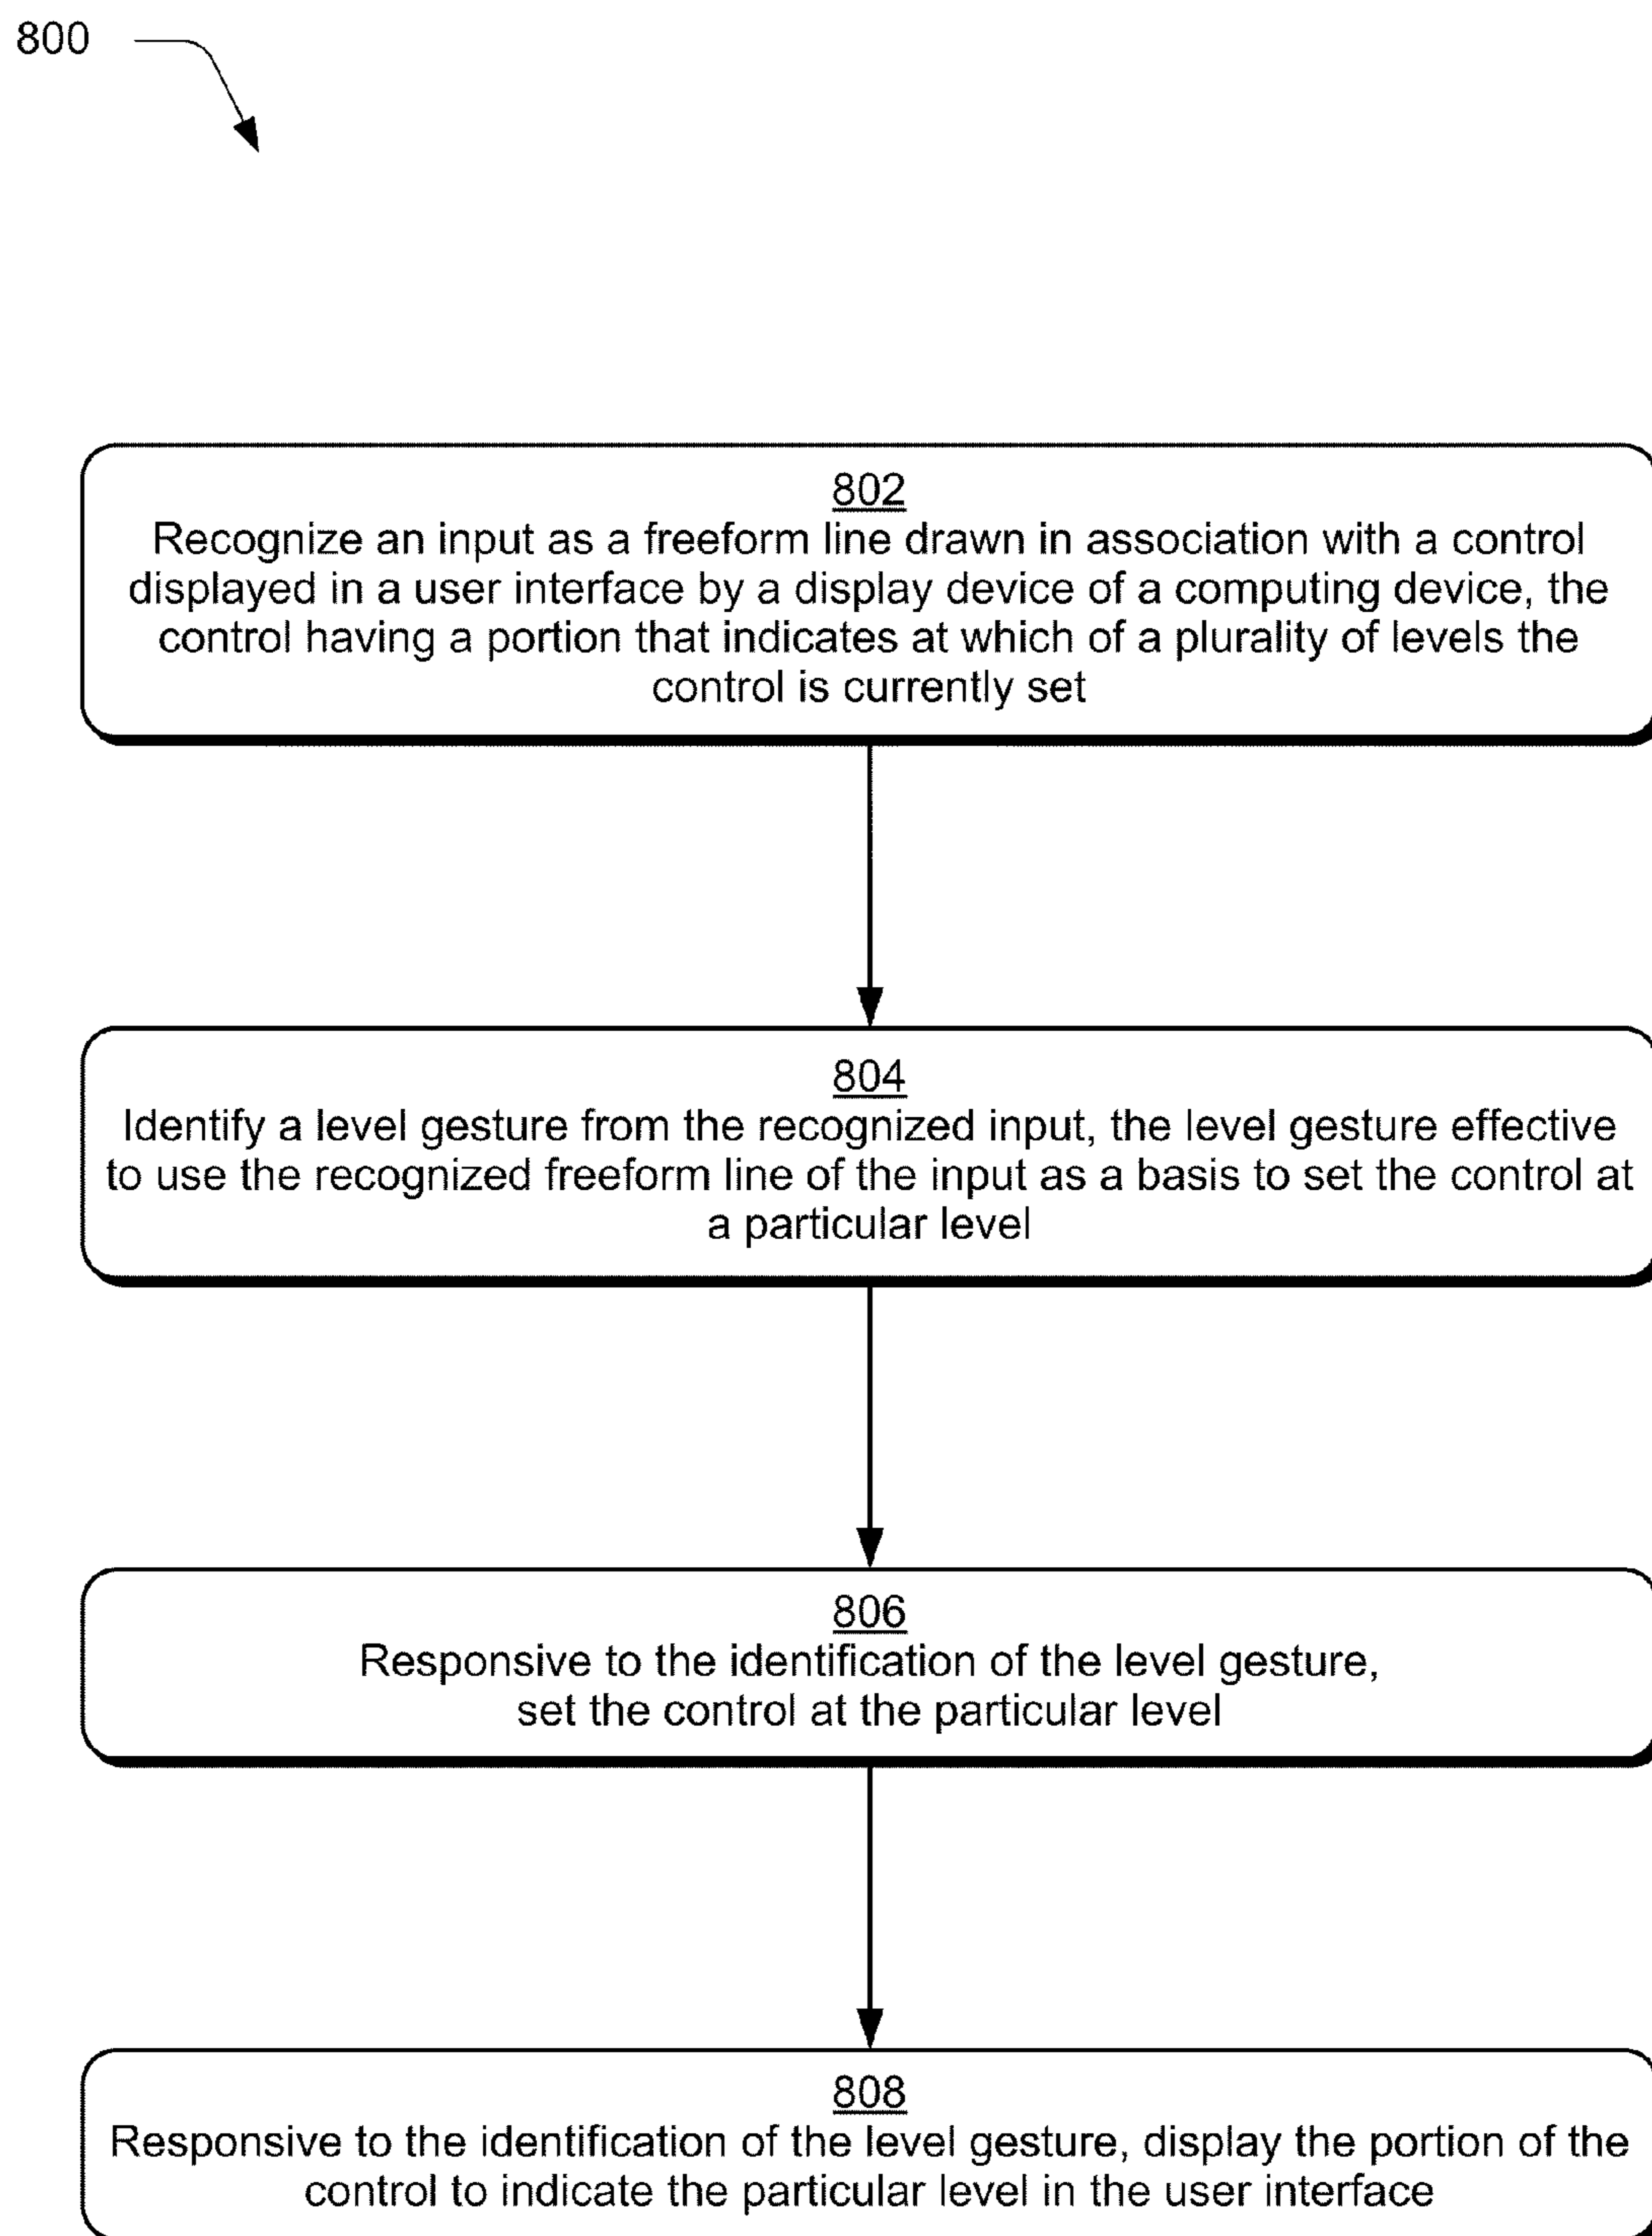 800
802
Recognize an input as a freeform line drawn in association with a control
displayed in a user interface by a display device of a computing device, the
control having a portion that indicates at which of a plurality of levels the
control is currently set
804
Identify a level gesture from the recognized input, the level gesture effective
to use the recognized freeform line of the input as a basis to set the control at
a particular level
806
Responsive to the identification of the level gesture,
set the control at the particular level
808
Responsive to the identification of the level gesture, display the portion of the
control to indicate the particular level in the user interface